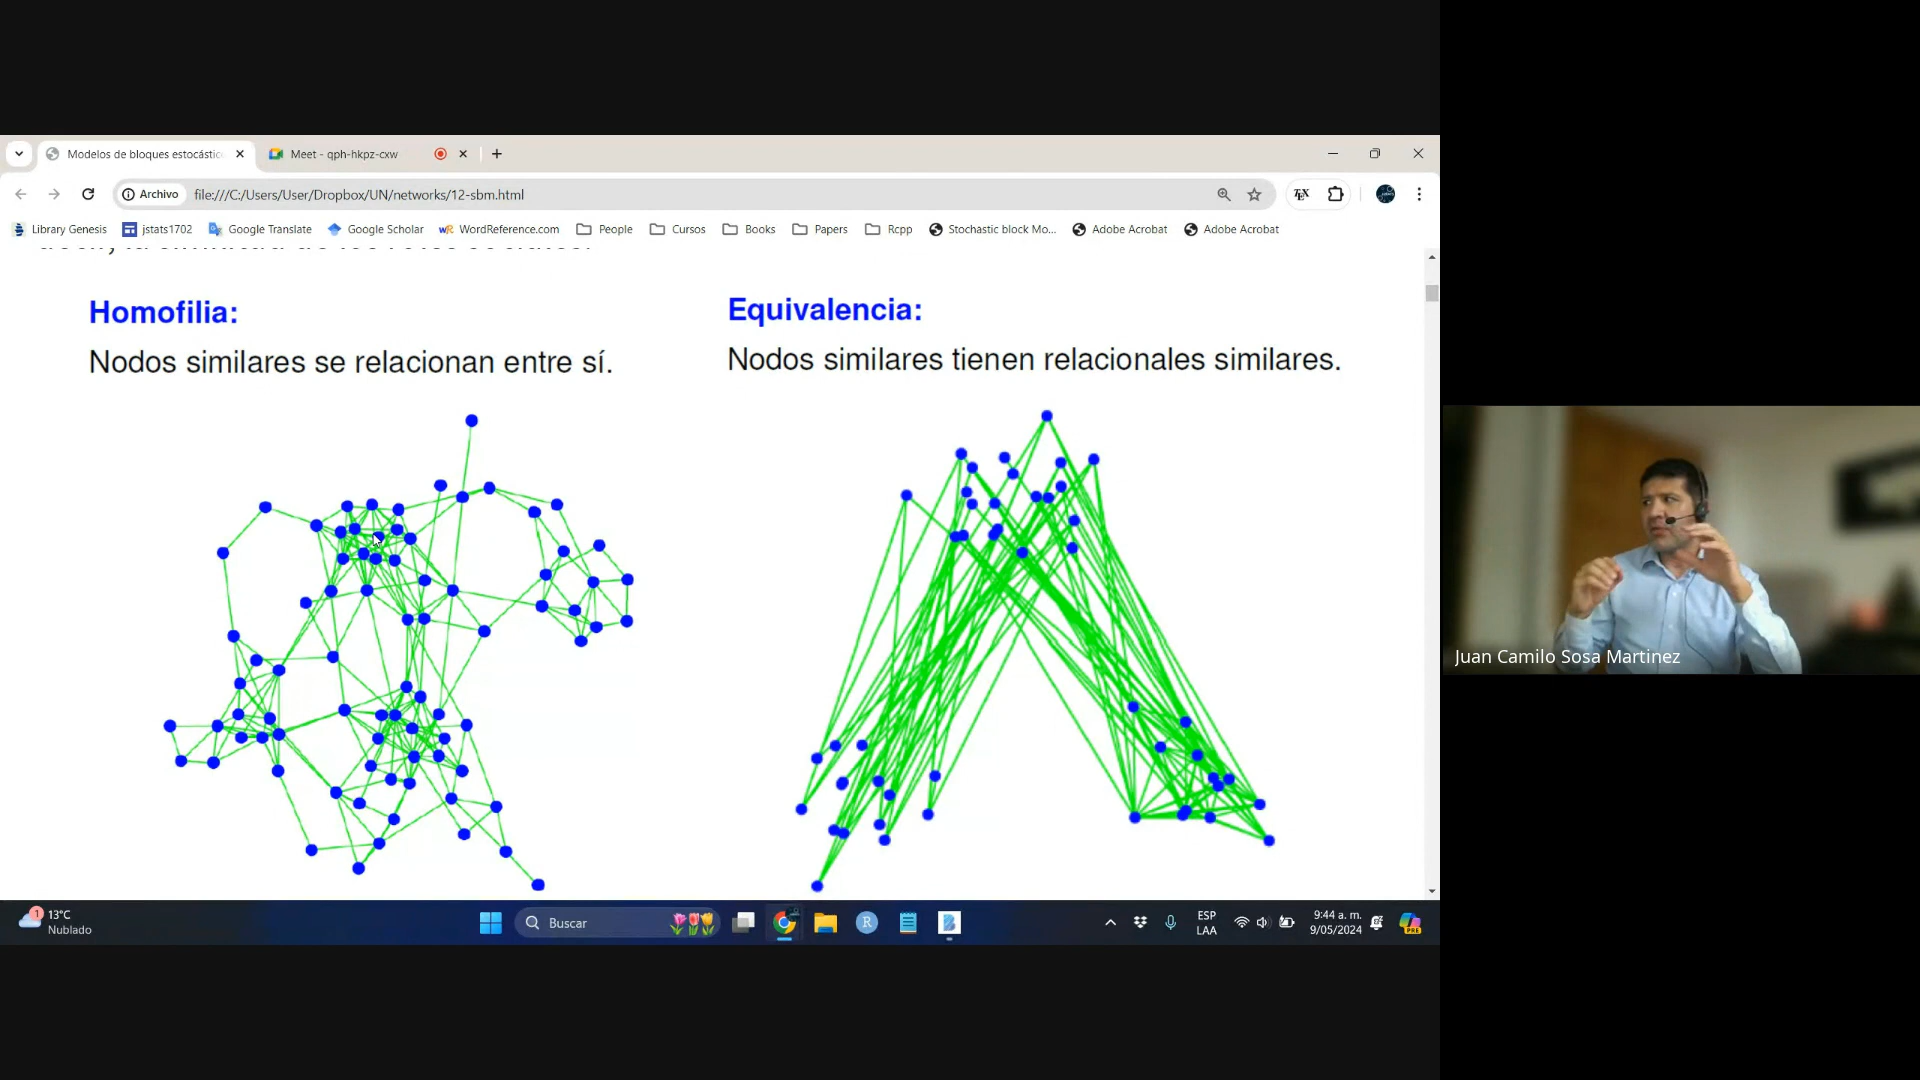 Modelos de bloques estocástic
Meet - qph-hkpz-cxw
Archivo
file:///C:/Users/User/Dropbox/UN/networks/12-sbm.html
Library Genesis
jstats1702
Google Translate
Google Scholar
WordReference.com
People
Cursos
Books
Papers
Rcpp
Stochastic block Mo...
Adobe Acrobat
Adobe Acrobat
Homofilia:
Nodos similares se relacionan entre sí.
Equivalencia:
Nodos similares tienen relacionales similares.
Juan Camilo Sosa Martinez
1
13°C
Nublado
Buscar
ESP
LAA
9:44 a. m.
9/05/2024
PRE